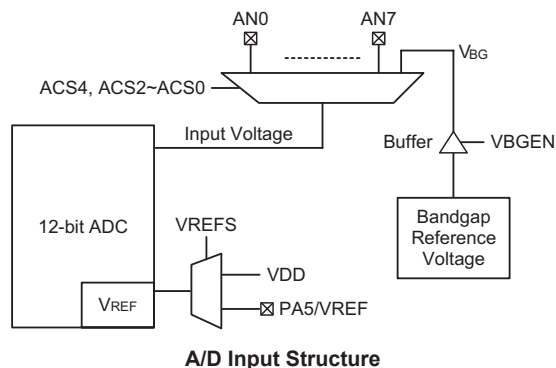 AN0
AN7
VBG
ACS4, ACS2~ACS0
Input Voltage
Buffer
VBGEN
12-bit ADC
VREFS
Bandgap
Reference
Voltage
VDD
VREF
PA5/VREF
A/D Input Structure